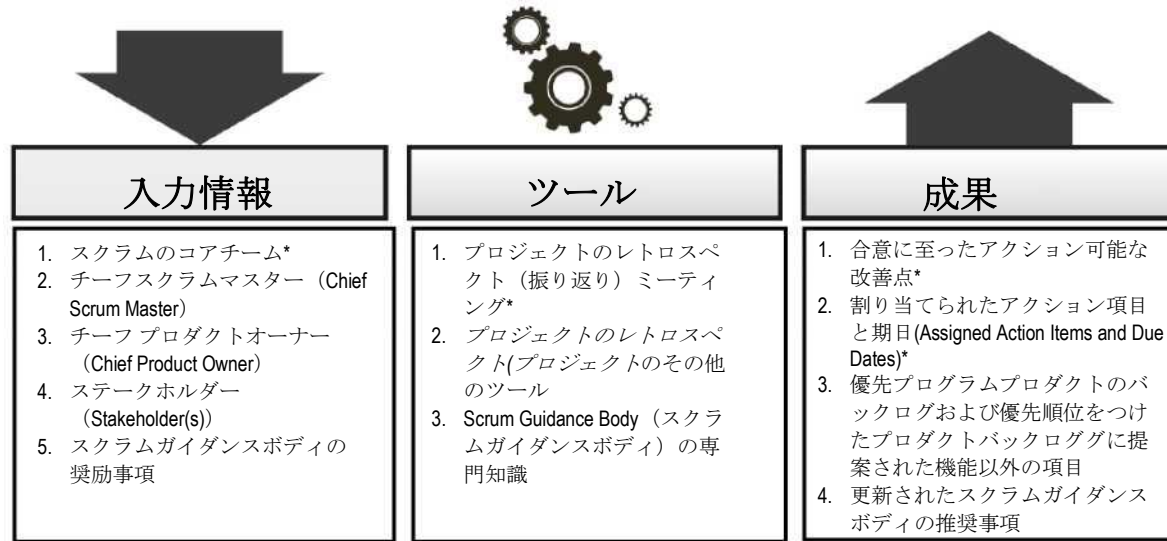 入力情報
1. スクラムのコアチーム*
2. チーフスクラムマスター（Chief
Scrum Master）
3. チーフ プロダクトオーナー
（Chief Product Owner）
4. ステークホルダー
（Stakeholder(s)）
5. スクラムガイダンスボディの
奨励事項
ツール
1. プロジェクトのレトロスペ
クト（振り返り）ミーティ
ング*
2. プロジェクトのレトロスペ
クト(プロジェクトのその他
のツール
3. Scrum Guidance Body（スクラ
ムガイダンスボディ）の専
門知識
成果
1. 合意に至ったアクション可能な
改善点*
2. 割り当てられたアクション項目
と期日(Assigned Action Items and Due
Dates)*
3. 優先プログラムプロダクトのバ
ックログおよび優先順位をつけ
たプロダクトバックロググに提
案された機能以外の項目
4. 更新されたスクラムガイダンス
ボディの推奨事項